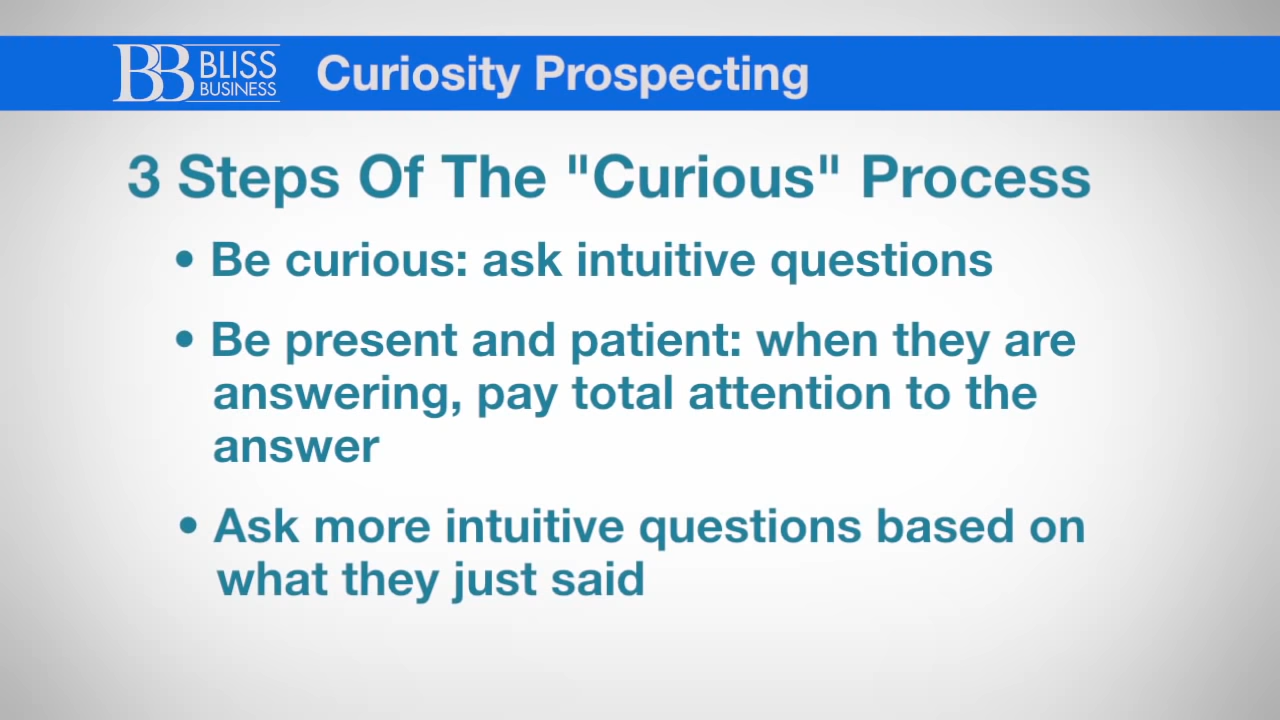 BB BLISS
BUSINESS
Curiosity Prospecting
3 Steps Of The "Curious" Process
• Be curious: ask intuitive questions
• Be present and patient: when they are
answering, pay total attention to the
answer
• Ask more intuitive questions based on
what they just said